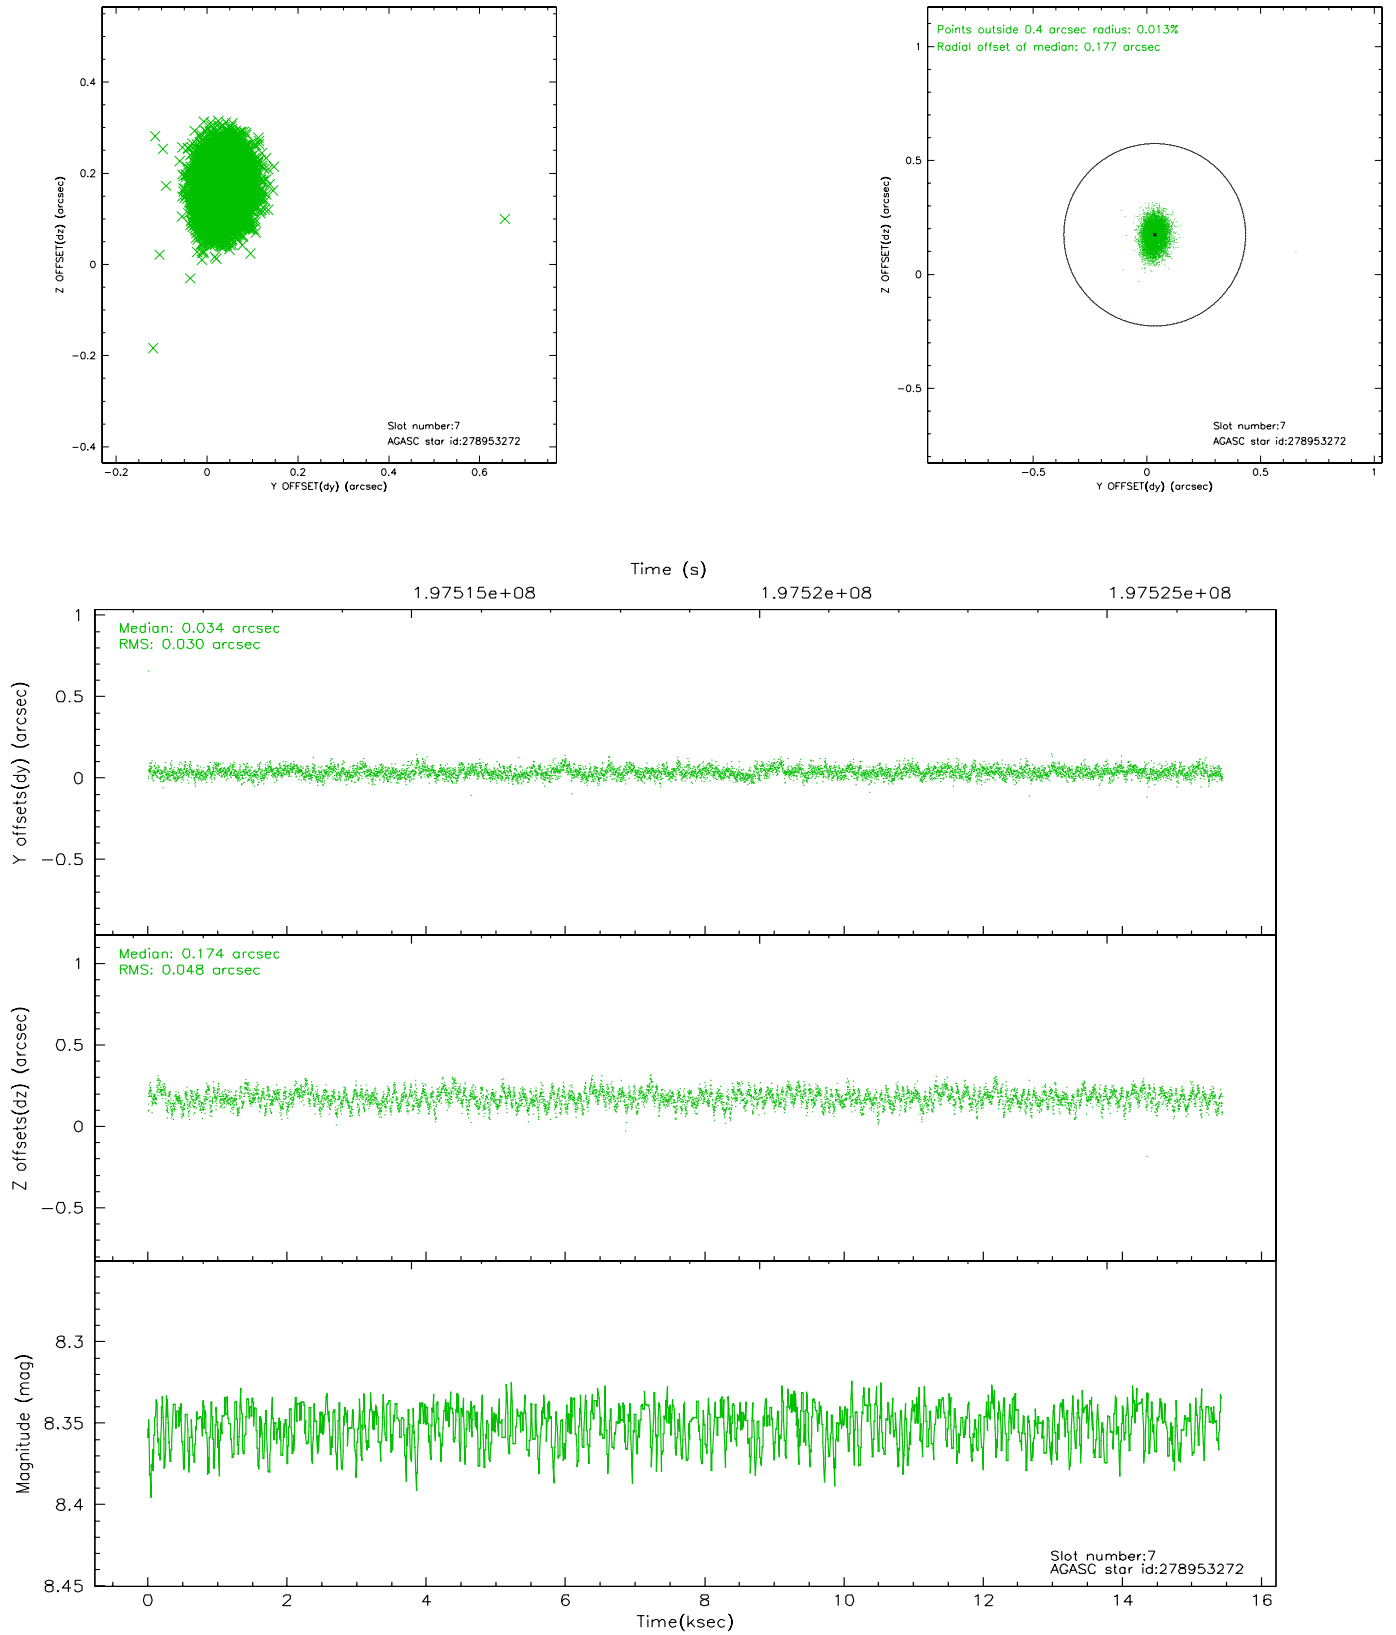 0.4
0.2
0
−0.2
−0.4
Z OFFSET(dz) (arcsec)
Slot number:7
AGASC star id:278953272
−0.2
0
0.2
0.4
0.6
Y OFFSET(dy) (arcsec)
Points outside 0.4 arcsec radius: 0.013%
Radial offset of median: 0.177 arcsec
1
0.5
0
−0.5
Z OFFSET(dz) (arcsec)
Slot number:7
AGASC star id:278953272
−0.5
0
0.5
1
Y OFFSET(dy) (arcsec)
Time (s)
1.97515e+08
1.9752e+08
1.97525e+08
Median: 0.034 arcsec
RMS: 0.030 arcsec
1
0.5
0
−0.5
Y offsets(dy) (arcsec)
Median: 0.174 arcsec
RMS: 0.048 arcsec
1
0.5
0
−0.5
Z offsets(dz) (arcsec)
8.3
8.35
8.4
8.45
Magnitude (mag)
Slot number:7
AGASC star id:278953272
0
2
4
6
8
10
12
14
16
Time(ksec)